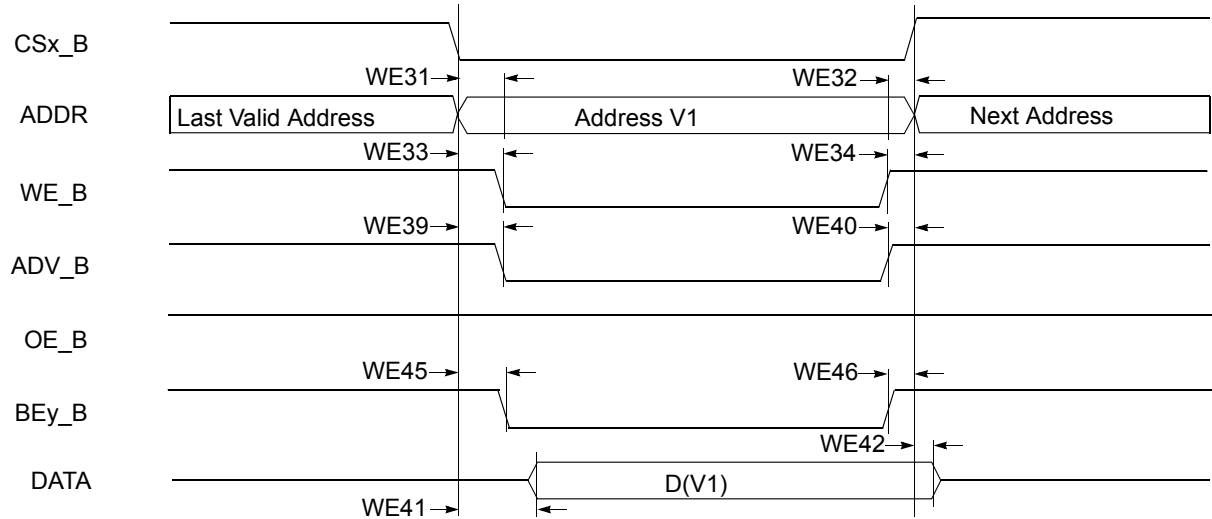 CSx_B
WE31
WE32
ADDR
Last Valid Address
Address V1
Next Address
WE33
WE34
WE_B
WE39
WE40
ADV_B
OE_B
WE45
WE46
BEy_B
WE42
DATA
D(V1)
WE41